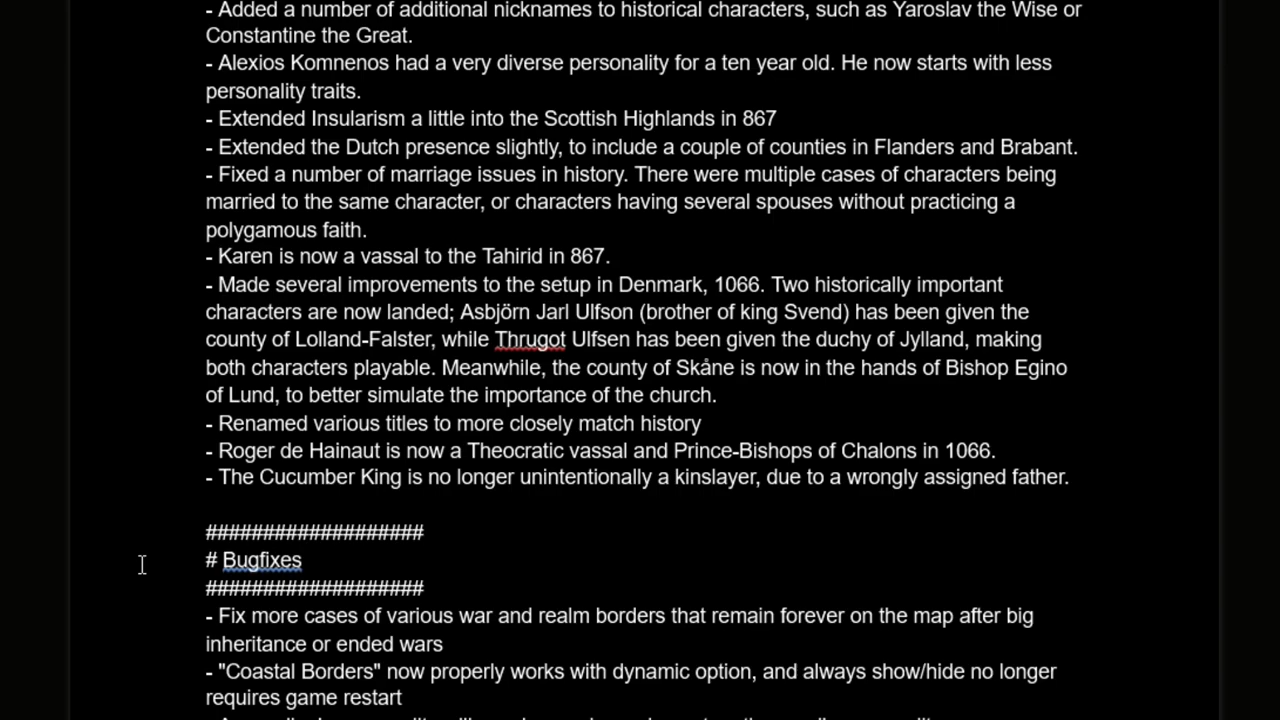 - Added a number of additional nicknames to historical characters, such as Yaroslav the Wise or
Constantine the Great.
- Alexios Komnenos had a very diverse personality for a ten year old. He now starts with less
personality traits.
- Extended Insularism a little into the Scottish Highlands in 867
- Extended the Dutch presence slightly, to include a couple of counties in Flanders and Brabant.
- Fixed a number of marriage issues in history. There were multiple cases of characters being
married to the same character, or characters having several spouses without practicing a
polygamous faith.
- Karen is now a vassal to the Tahirid in 867.
- Made several improvements to the setup in Denmark, 1066. Two historically important
characters are now landed; Asbjörn Jarl Ulfson (brother of king Svend) has been given the
county of Lolland-Falster, while Thrugot Ulfsen has been given the duchy of Jylland, making
both characters playable. Meanwhile, the county of Skåne is now in the hands of Bishop Egino
of Lund, to better simulate the importance of the church.
- Renamed various titles to more closely match history
- Roger de Hainaut is now a Theocratic vassal and Prince-Bishops of Chalons in 1066.
- The Cucumber King is no longer unintentionally a kinslayer, due to a wrongly assigned father.
###################
# Bugfixes
###################
- Fix more cases of various war and realm borders that remain forever on the map after big
inheritance or ended wars
- "Coastal Borders" now properly works with dynamic option, and always show/hide no longer
requires game restart